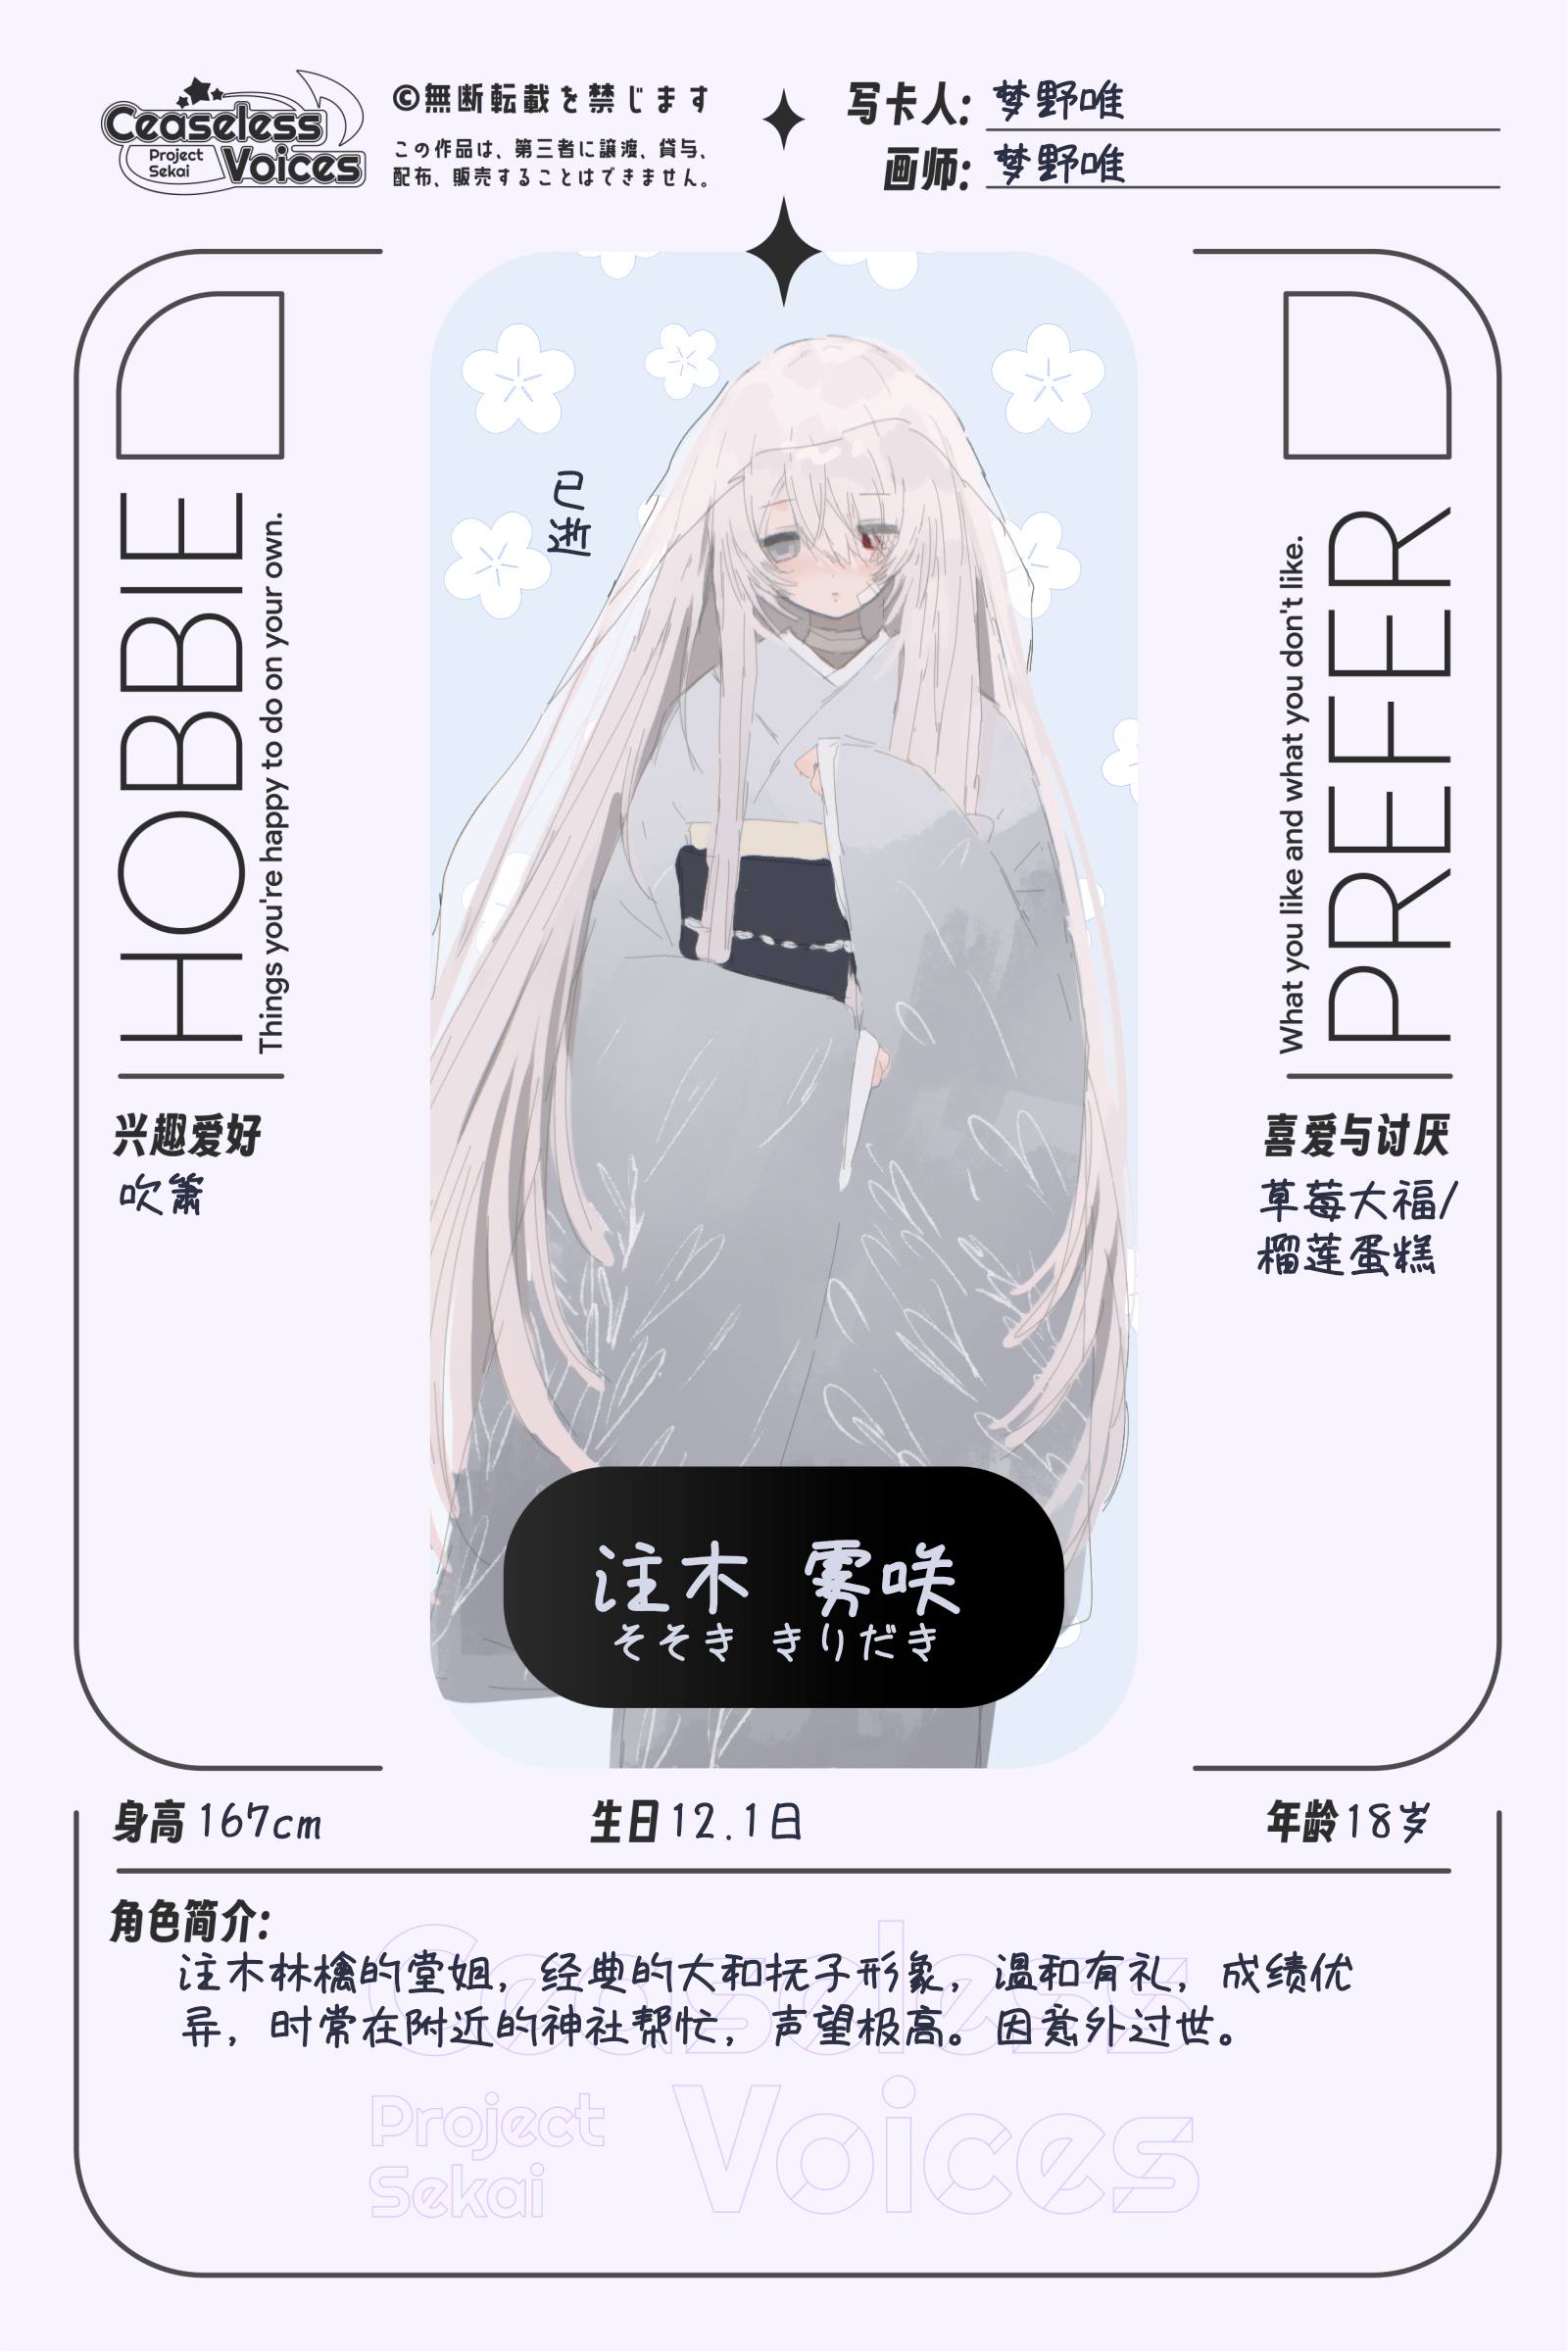 Ceaseless
Voices
Project
Sekai
©無断転載を禁じます
この作品は、第三者に譲渡、貸与、
配布、販売することはできません。
写卡人: 梦野唯
画师: 梦野唯
HOBBIE
Things you're happy to do on your own.
兴趣爱好
吹箫
已逝
What you like and what you don't like.
PREFER
喜爱与讨厌
草莓大福/
榴莲蛋糕
注木 雾咲
そそき きりだき
身高 167cm
生日 12.1日
年龄 18岁
角色简介:
注木林檎的堂姐，经典的大和抚子形象，温和有礼，成绩优
异，时常在附近的神社帮忙，声望极高。因意外过世。
Ceaseless
Voices
Project
Sekai